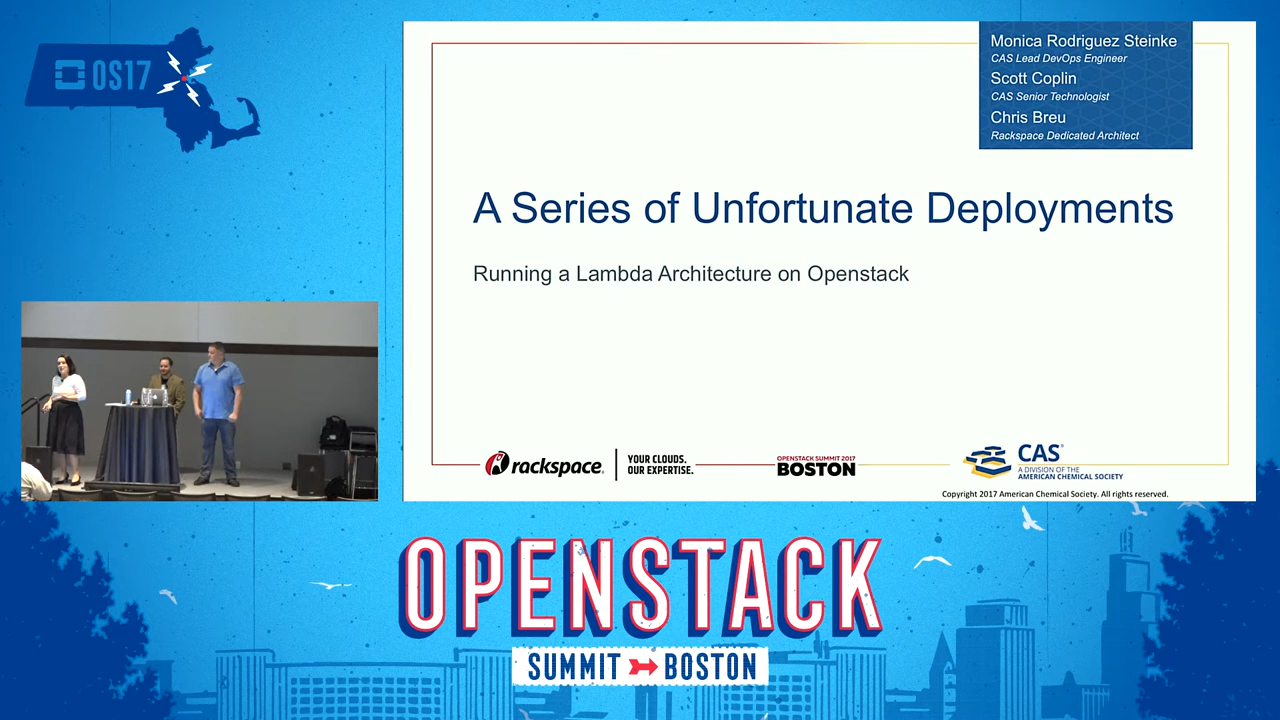 OS17
Monica Rodriguez Steinke
CAS Lead DevOps Engineer
Scott Coplin
CAS Senior Technologist
Chris Breu
Rackspace Dedicated Architect
A Series of Unfortunate Deployments
Running a Lambda Architecture on Openstack
rackspace.
YOUR CLOUDS.
OUR EXPERTISE.
OPENSTACK SUMMIT 2017
BOSTON
CAS®
A DIVISION OF THE
AMERICAN CHEMICAL SOCIETY
Copyright 2017 American Chemical Society. All rights reserved.
OPENSTACK
SUMMIT BOSTON